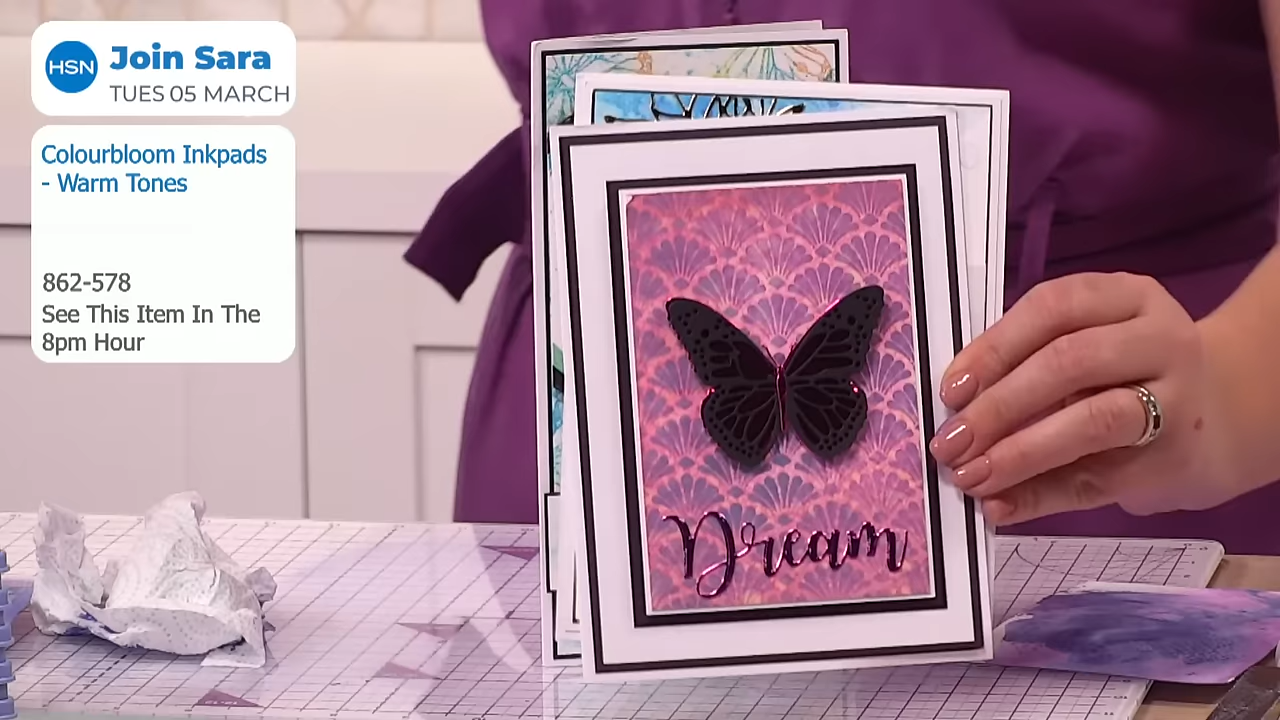 HSN
Join Sara
TUES 05 MARCH
Colourbloom Inkpads
- Warm Tones
862-578
See This Item In The
8pm Hour
Dream